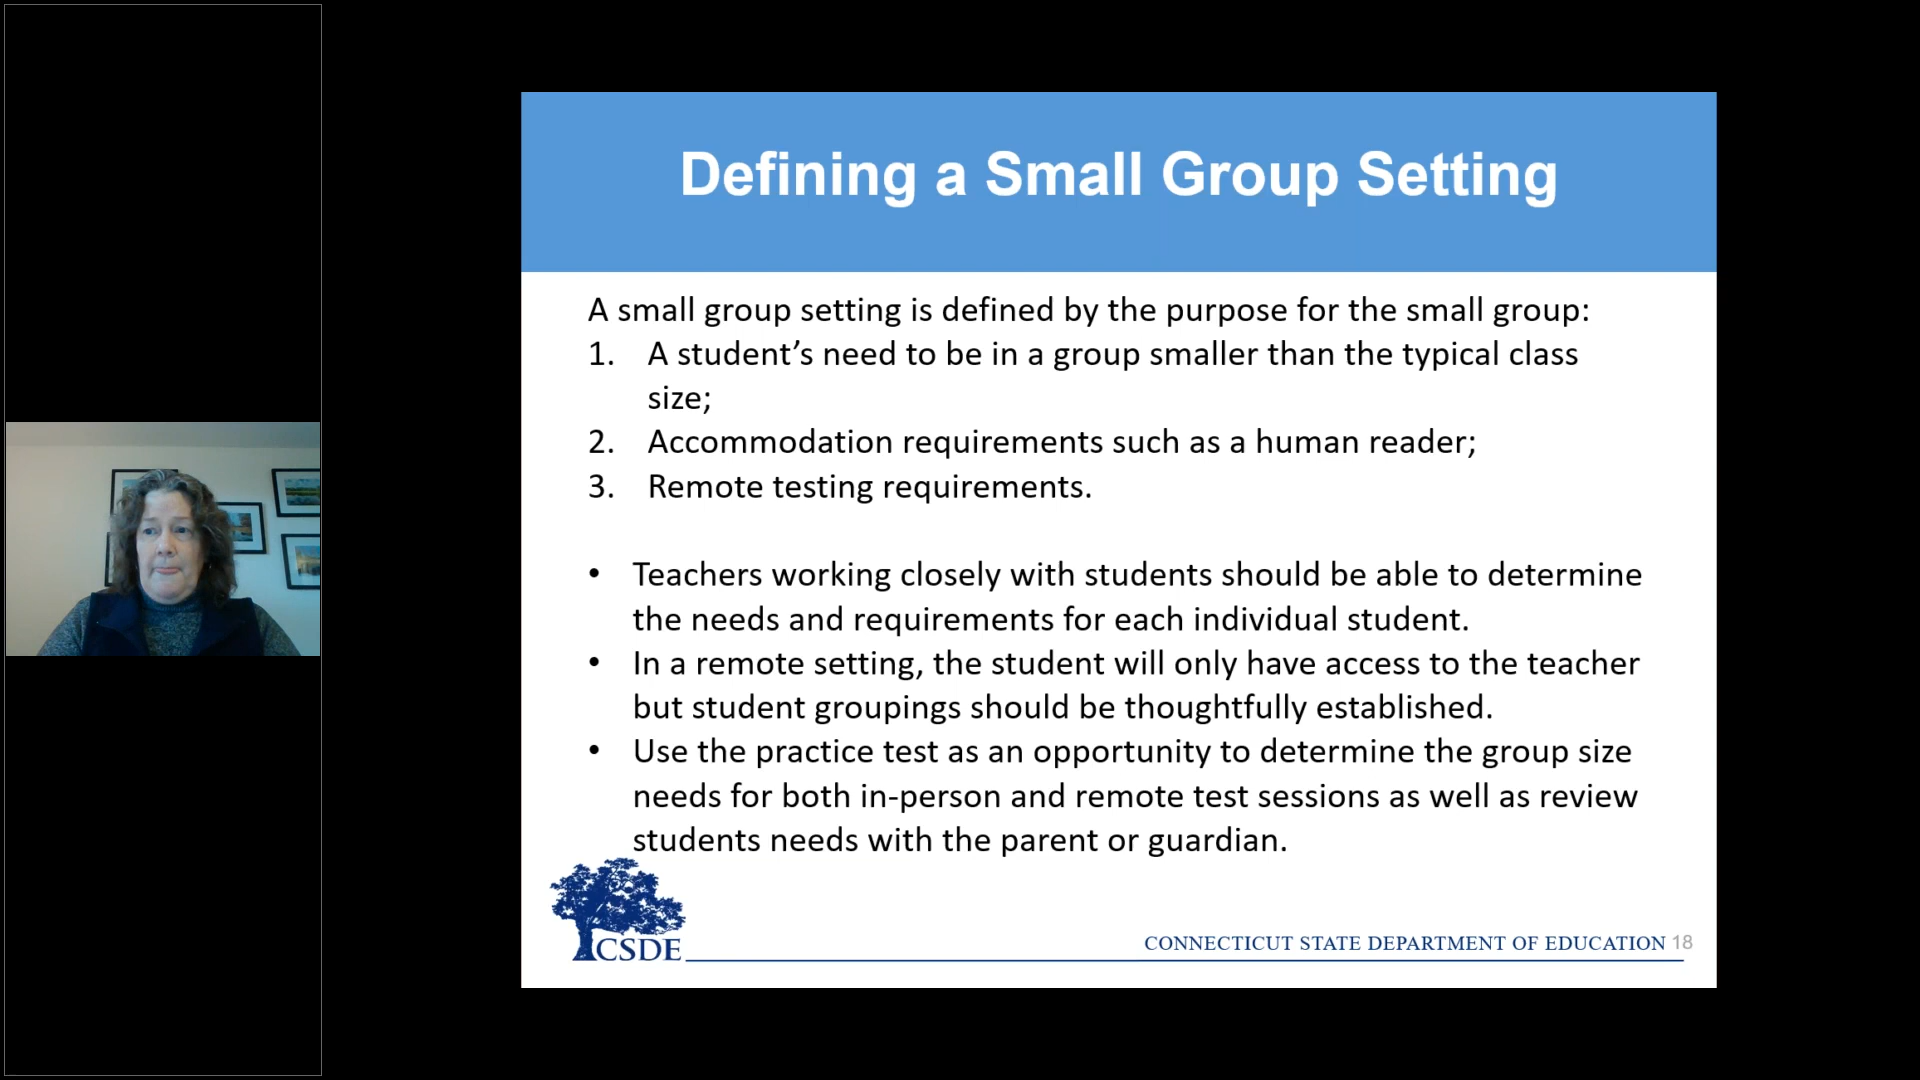 Defining a Small Group Setting
A small group setting is defined by the purpose for the small group:
1. A student’s need to be in a group smaller than the typical class
size;
2. Accommodation requirements such as a human reader;
3. Remote testing requirements.
• Teachers working closely with students should be able to determine
the needs and requirements for each individual student.
• In a remote setting, the student will only have access to the teacher
but student groupings should be thoughtfully established.
• Use the practice test as an opportunity to determine the group size
needs for both in-person and remote test sessions as well as review
students needs with the parent or guardian.
CSDE
CONNECTICUT STATE DEPARTMENT OF EDUCATION 18